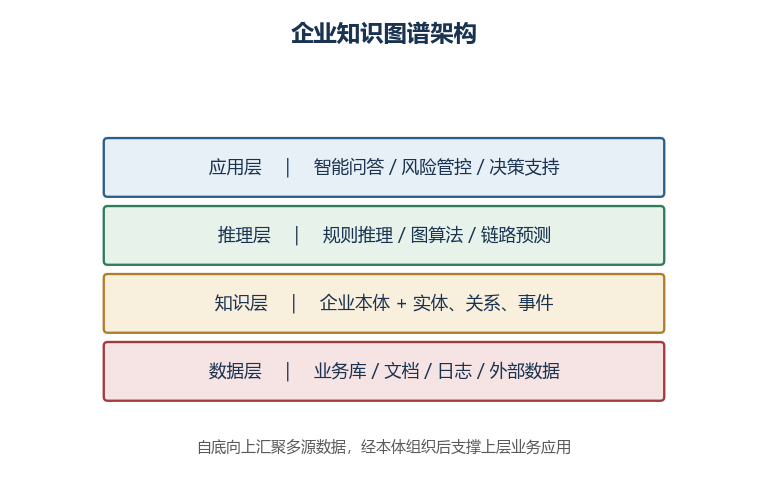 企业知识图谱架构
应用层 | 智能问答 / 风险管控 / 决策支持
推理层 | 规则推理 / 图算法 / 链路预测
知识层 | 企业本体 + 实体、关系、事件
数据层 | 业务库 / 文档 / 日志 / 外部数据
自底向上汇聚多源数据，经本体组织后支撑上层业务应用